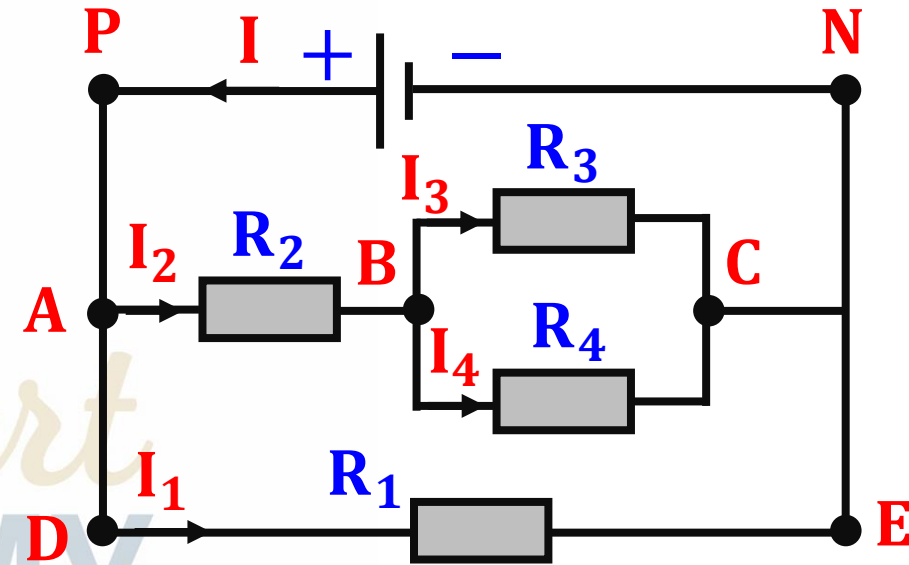 P I + − N
I₃ R₃
I₂ R₂ B C
A I₄ R₄
I₁ R₁
D E